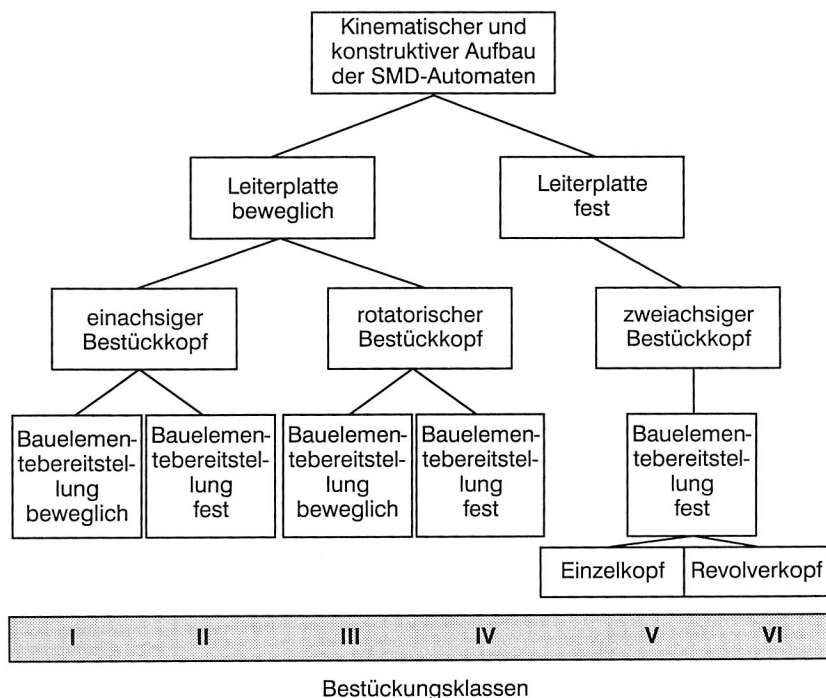 Kinematischer und
konstruktiver Aufbau
der SMD-Automaten
Leiterplatte
beweglich
Leiterplatte
fest
einachsiger
Bestückkopf
rotatorischer
Bestückkopf
zweiachsiger
Bestückkopf
Bauelemen-
tebereitstel-
lung
beweglich
Bauelemen-
tebereitstel-
lung
fest
Bauelemen-
tebereitstel-
lung
beweglich
Bauelemen-
tebereitstel-
lung
fest
Bauelemen-
tebereitstel-
lung
fest
Einzelkopf
Revolverkopf
I II III IV V VI
Bestückungsklassen